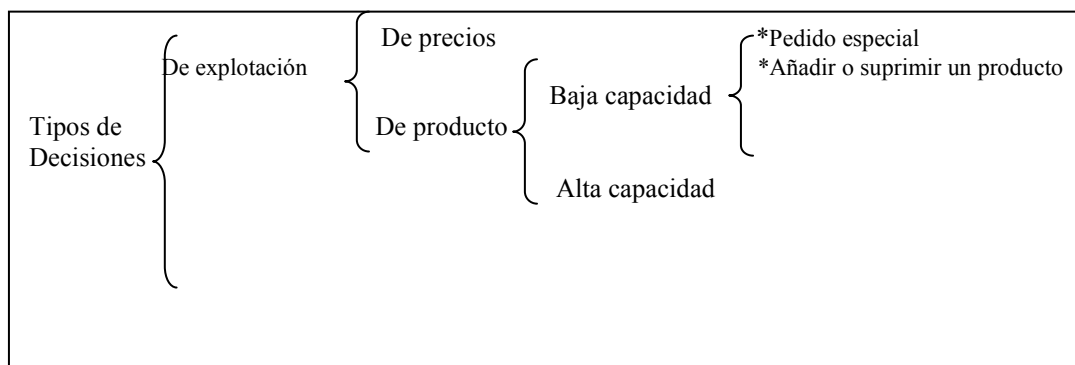 De precios
*Pedido especial
De explotación
*Añadir o suprimir un producto
Baja capacidad
Tipos de
De producto
Decisiones
Alta capacidad